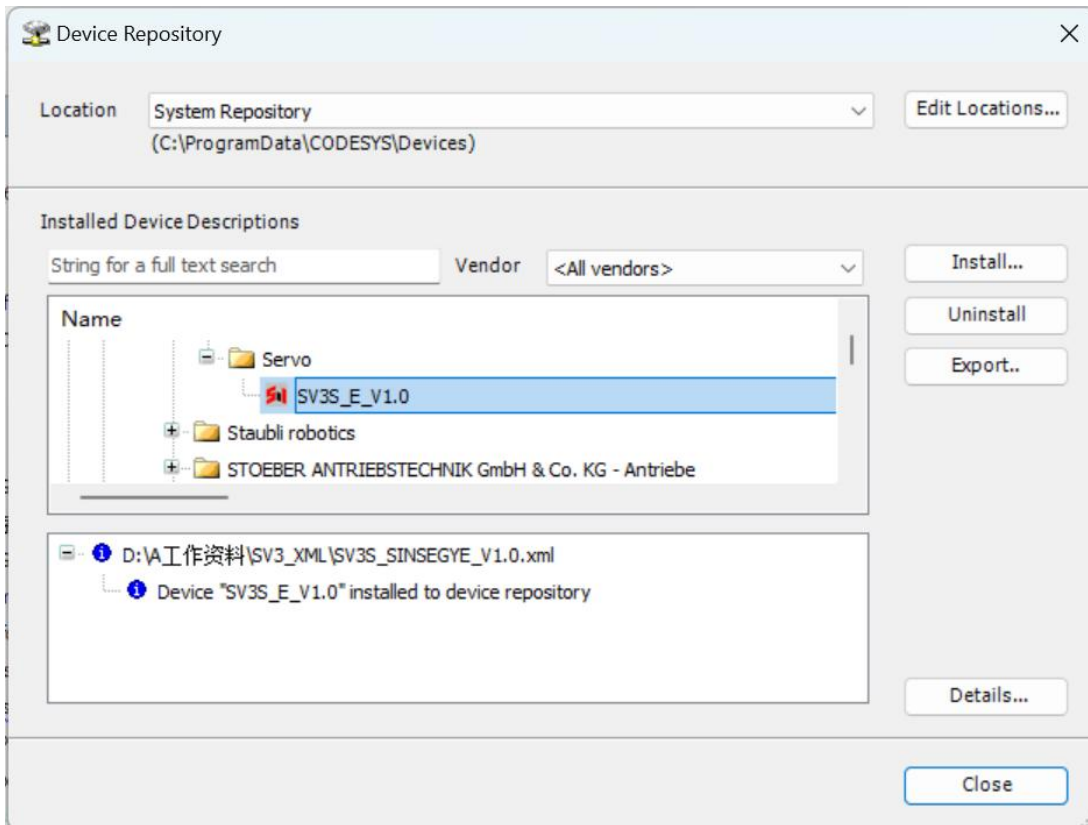 Device Repository
Location
System Repository
Edit Locations...
(C:\ProgramData\CODESYS\Devices)
Installed Device Descriptions
String for a full text search
Vendor
<All vendors>
Install...
Name
Uninstall
Servo
Export..
SV3S_E_V1.0
Staubli robotics
STOEBER ANTRIEBSTECHNIK GmbH & Co. KG - Antriebe
D:\A工作资料\SV3_XML\SV3S_SINSEGYE_V1.0.xml
Device "SV3S_E_V1.0" installed to device repository
Details...
Close